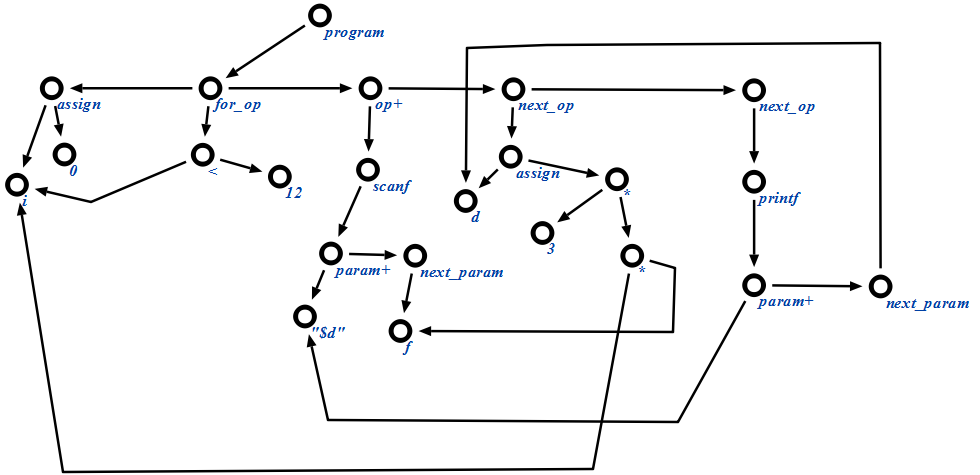 program
assign
for_op
op+
next_op
next_op
0
<
12
scanf
assign
*
i
d
3
printf
param+
next_param
*
param+
next_param
"$d"
f